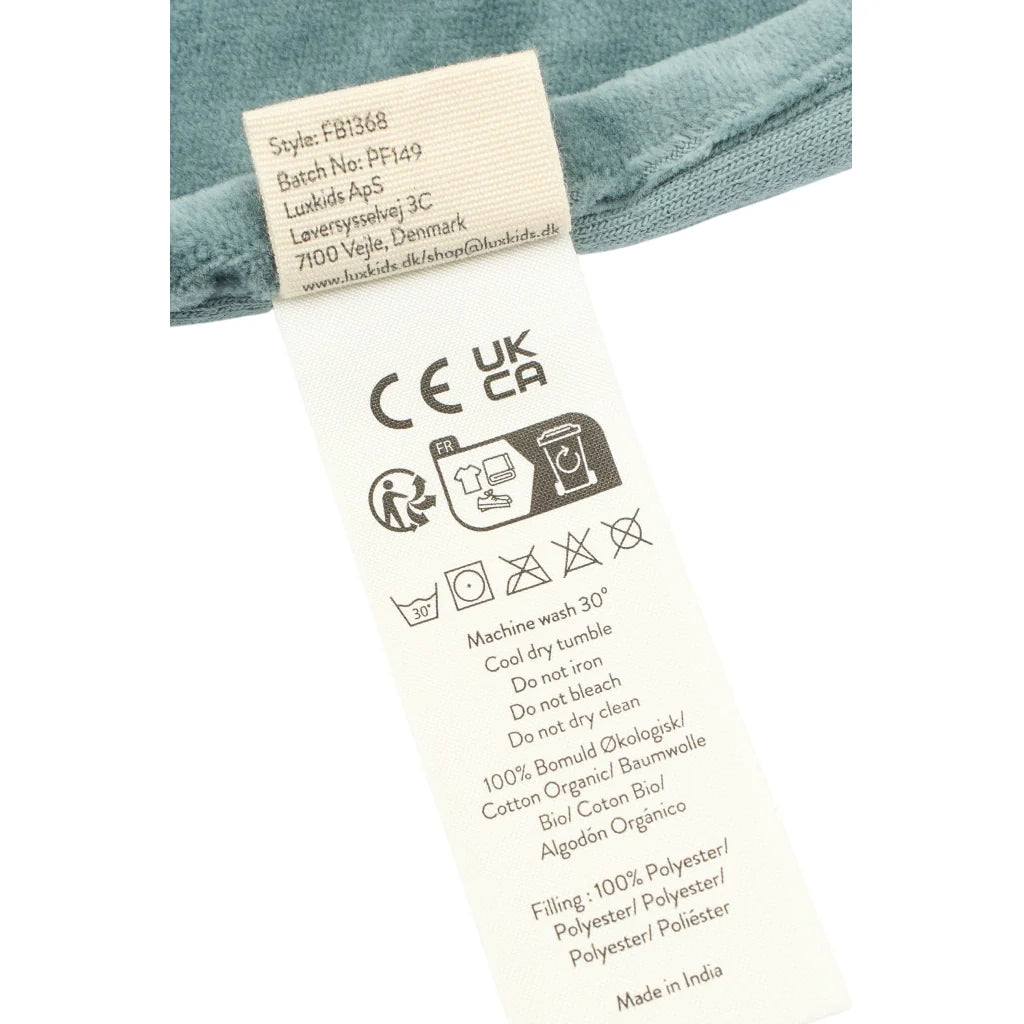 Style: FB1368
Batch No: PF149
Luxkids ApS
Løversysselvej 3C
7100 Vejle, Denmark
www.luxkids.dk/shop@luxkids.dk
CE UK
CA
FR
30°
Machine wash 30°
Cool dry tumble
Do not iron
Do not bleach
Do not dry clean
100% Bomuld Økologisk/
Cotton Organic/ Baumwolle
Bio/ Coton Bio/
Algodón Orgánico
Filling : 100% Polyester/
Polyester/ Polyester/
Polyester/ Poliéster
Made in India